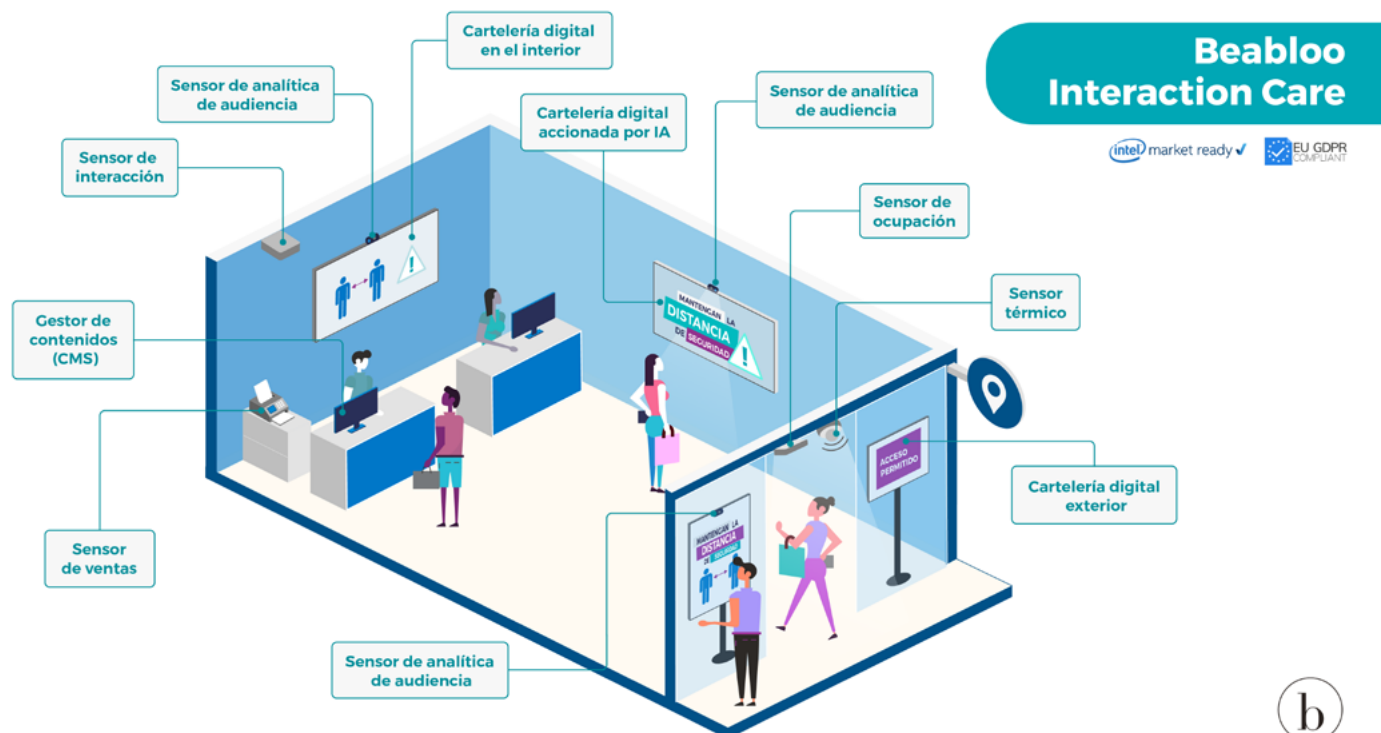 Cartelería digital
en el interior
Beabloo
Interaction Care
Sensor de analítica
de audiencia
Sensor de analítica
de audiencia
Cartelería digital
accionada por IA
intel market ready
EU GDPR
COMPLIANT
Sensor de
interacción
Sensor de
ocupación
Sensor
térmico
Gestor de
contenidos
(CMS)
MANTENGAN LA
DISTANCIA
DE SEGURIDAD
!
!
ACCESO
PERMITIDO
Cartelería digital
exterior
MANTENGAN LA
DISTANCIA
DE SEGURIDAD
Sensor
de ventas
Sensor de analítica
de audiencia
b